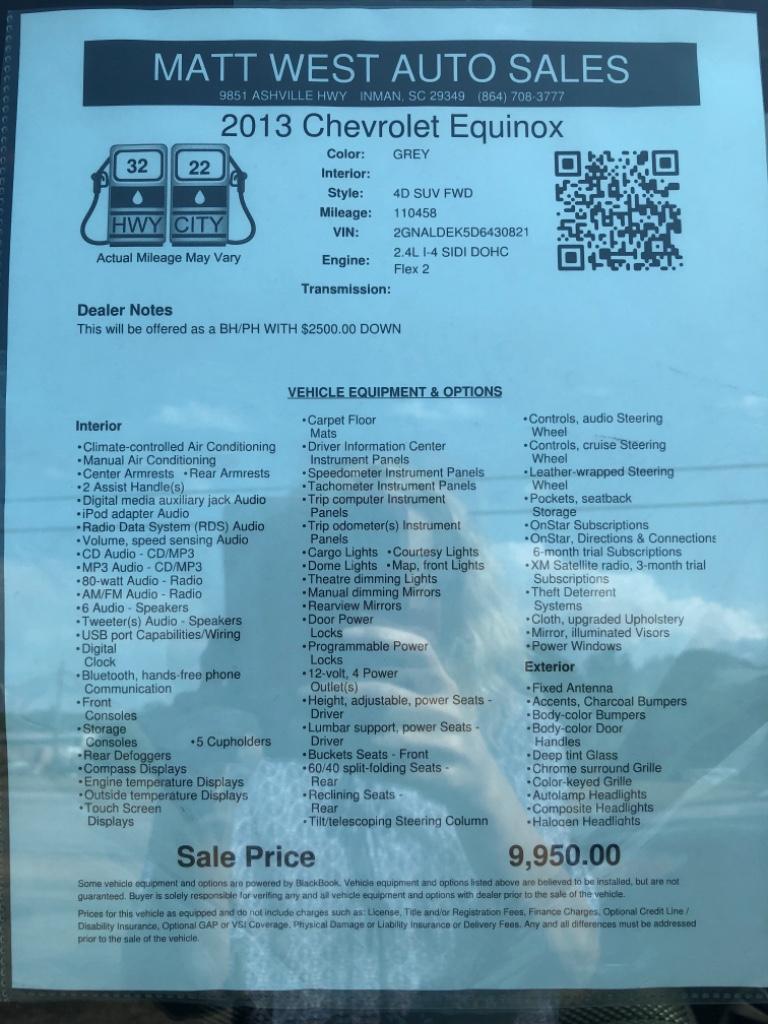 MATT WEST AUTO SALES
9851 ASHVILLE HWY INMAN, SC 29349 (864) 708-3777
2013 Chevrolet Equinox
32 22
HWY CITY
Actual Mileage May Vary
Color: GREY
Interior:
Style: 4D SUV FWD
Mileage: 110458
VIN: 2GNALDEK5D6430821
Engine: 2.4L I-4 SIDI DOHC
Flex 2
Transmission:
Dealer Notes
This will be offered as a BH/PH WITH $2500.00 DOWN
VEHICLE EQUIPMENT & OPTIONS
Interior
•Climate-controlled Air Conditioning
•Manual Air Conditioning
•Center Armrests •Rear Armrests
•2 Assist Handle(s)
•Digital media auxiliary jack Audio
•iPod adapter Audio
•Radio Data System (RDS) Audio
•Volume, speed sensing Audio
•CD Audio - CD/MP3
•MP3 Audio - CD/MP3
•80-watt Audio - Radio
•AM/FM Audio - Radio
•6 Audio - Speakers
•Tweeter(s) Audio - Speakers
•USB port Capabilities/Wiring
•Digital
Clock
•Bluetooth, hands-free phone
Communication
•Front
Consoles
•Storage
Consoles •5 Cupholders
•Rear Defoggers
•Compass Displays
•Engine temperature Displays
•Outside temperature Displays
•Touch Screen
Displays
•Carpet Floor
Mats
•Driver Information Center
Instrument Panels
•Speedometer Instrument Panels
•Tachometer Instrument Panels
•Trip computer Instrument
Panels
•Trip odometer(s) Instrument
Panels
•Cargo Lights •Courtesy Lights
•Dome Lights •Map, front Lights
•Theatre dimming Lights
•Manual dimming Mirrors
•Rearview Mirrors
•Door Power
Locks
•Programmable Power
Locks
•12-volt, 4 Power
Outlet(s)
•Height, adjustable, power Seats -
Driver
•Lumbar support, power Seats -
Driver
•Buckets Seats - Front
•60/40 split-folding Seats -
Rear
•Reclining Seats -
Rear
•Tilt/telescoping Steering Column
•Controls, audio Steering
Wheel
•Controls, cruise Steering
Wheel
•Leather-wrapped Steering
Wheel
•Pockets, seatback
Storage
•OnStar Subscriptions
•OnStar, Directions & Connections
6-month trial Subscriptions
•XM Satellite radio, 3-month trial
Subscriptions
•Theft Deterrent
Systems
•Cloth, upgraded Upholstery
•Mirror, illuminated Visors
•Power Windows
Exterior
•Fixed Antenna
•Accents, Charcoal Bumpers
•Body-color Bumpers
•Body-color Door
Handles
•Deep tint Glass
•Chrome surround Grille
•Color-keyed Grille
•Autolamp Headlights
•Composite Headlights
•Halogen Headlights
Sale Price 9,950.00
Some vehicle equipment and options are powered by BlackBook. Vehicle equipment and options listed above are believed to be installed, but are not
guaranteed. Buyer is solely responsible for verifing any and all vehicle equipment and options with dealer prior to the sale of the vehicle.
Prices for this vehicle as equipped and do not include charges such as: License, Title and/or Registration Fees, Finance Charges, Optional Credit Line /
Disability Insurance, Optional GAP or VSI Coverage, Physical Damage or Liability Insurance or Delivery Fees. Any and all differences must be addressed
prior to the sale of the vehicle.